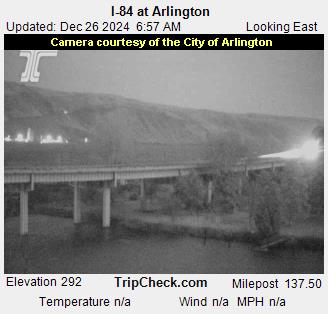 I-84 at Arlington
Updated: Dec 26 2024 6:57 AM Looking East
Camera courtesy of the City of Arlington
Elevation 292 TripCheck.com Milepost 137.50
Temperature n/a Wind n/a MPH n/a